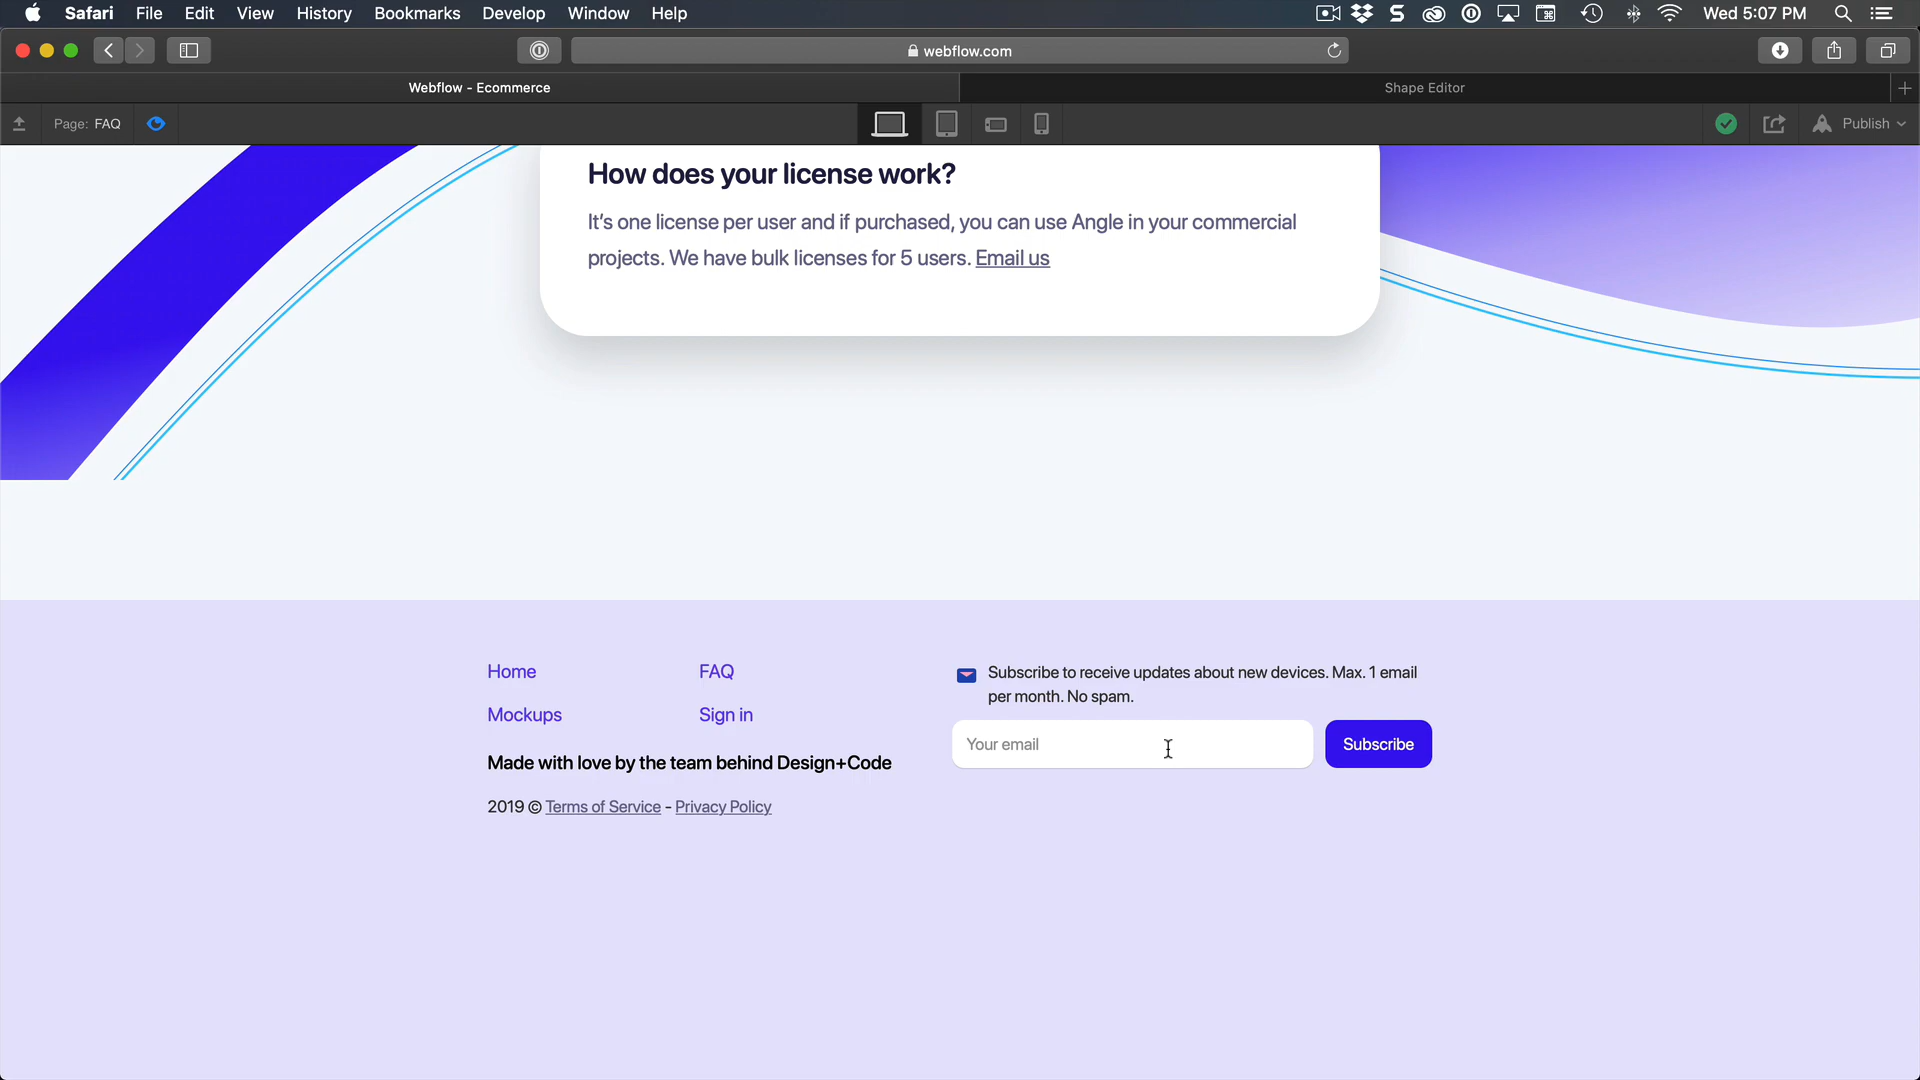 Safari File Edit View History Bookmarks Develop Window Help Wed 5:07 PM
webflow.com
Webflow - Ecommerce Shape Editor
Page: FAQ Publish
How does your license work?
It's one license per user and if purchased, you can use Angle in your commercial
projects. We have bulk licenses for 5 users. Email us
Home FAQ
Mockups Sign in
Made with love by the team behind Design+Code
2019 © Terms of Service - Privacy Policy
Subscribe to receive updates about new devices. Max. 1 email
per month. No spam.
Your email Subscribe